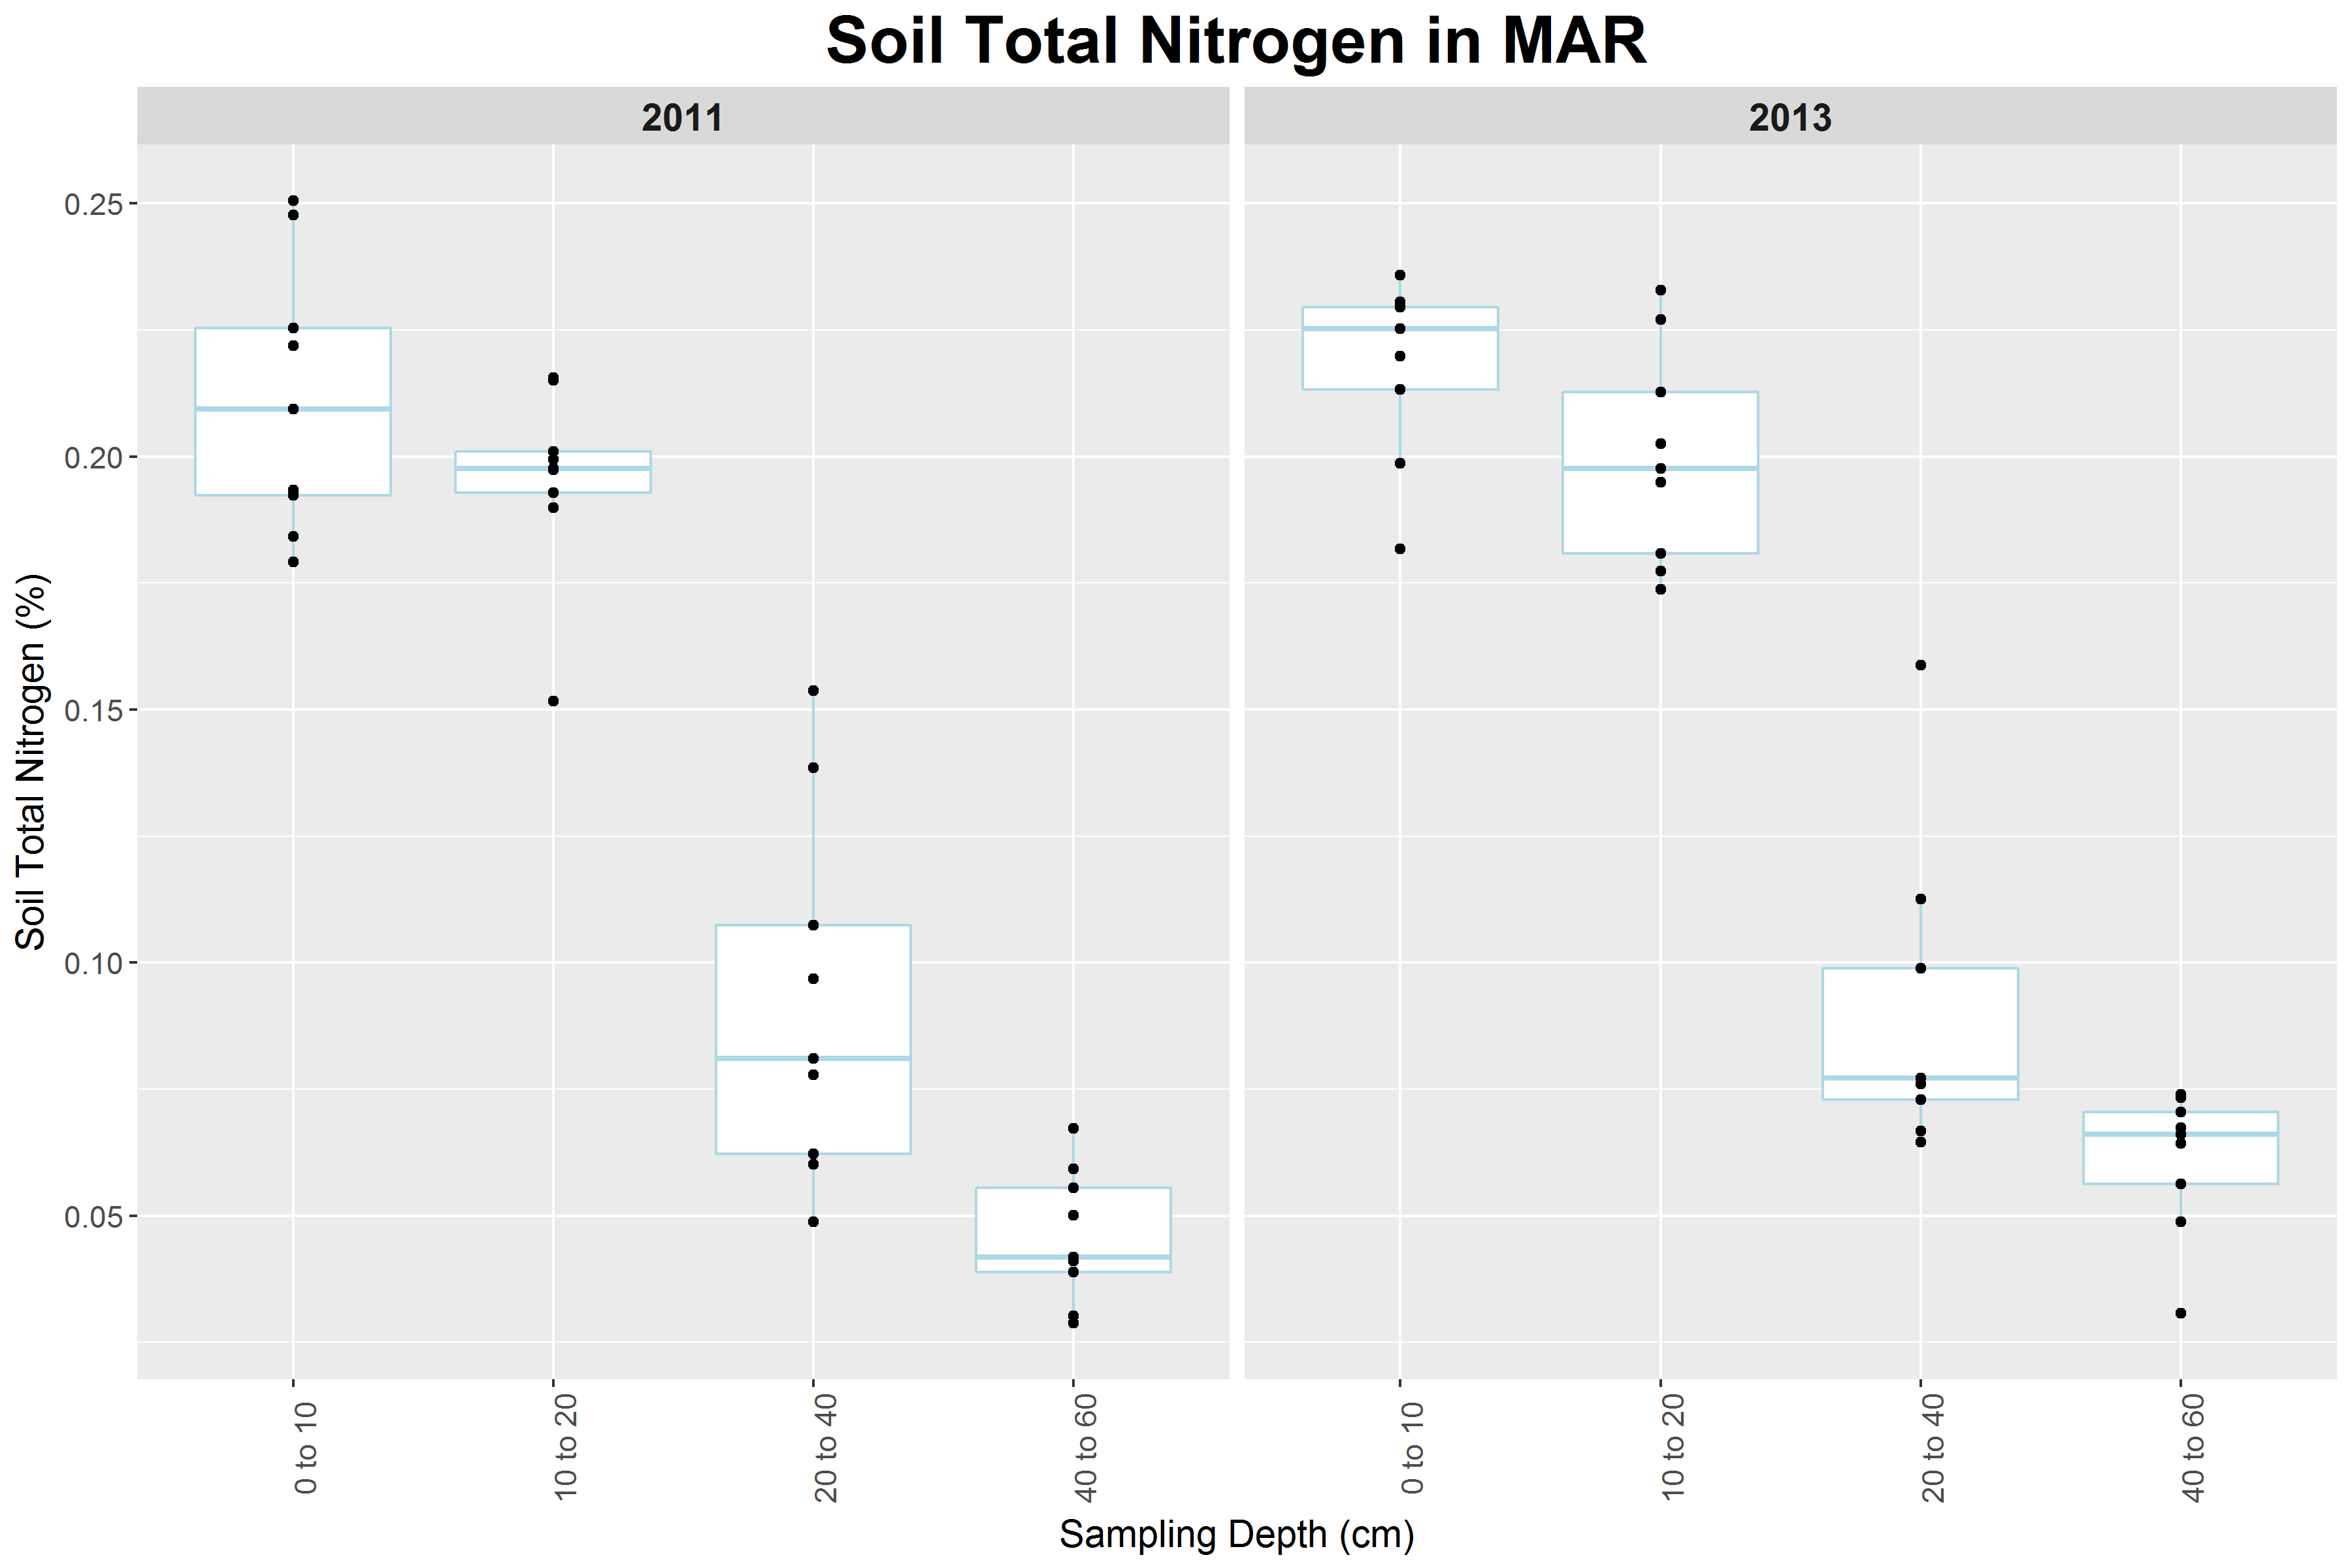 Soil Total Nitrogen in MAR
2011
2013
Soil Total Nitrogen (%)
0.25
0.20
0.15
0.10
0.05
0 to 10
10 to 20
20 to 40
40 to 60
0 to 10
10 to 20
20 to 40
40 to 60
Sampling Depth (cm)